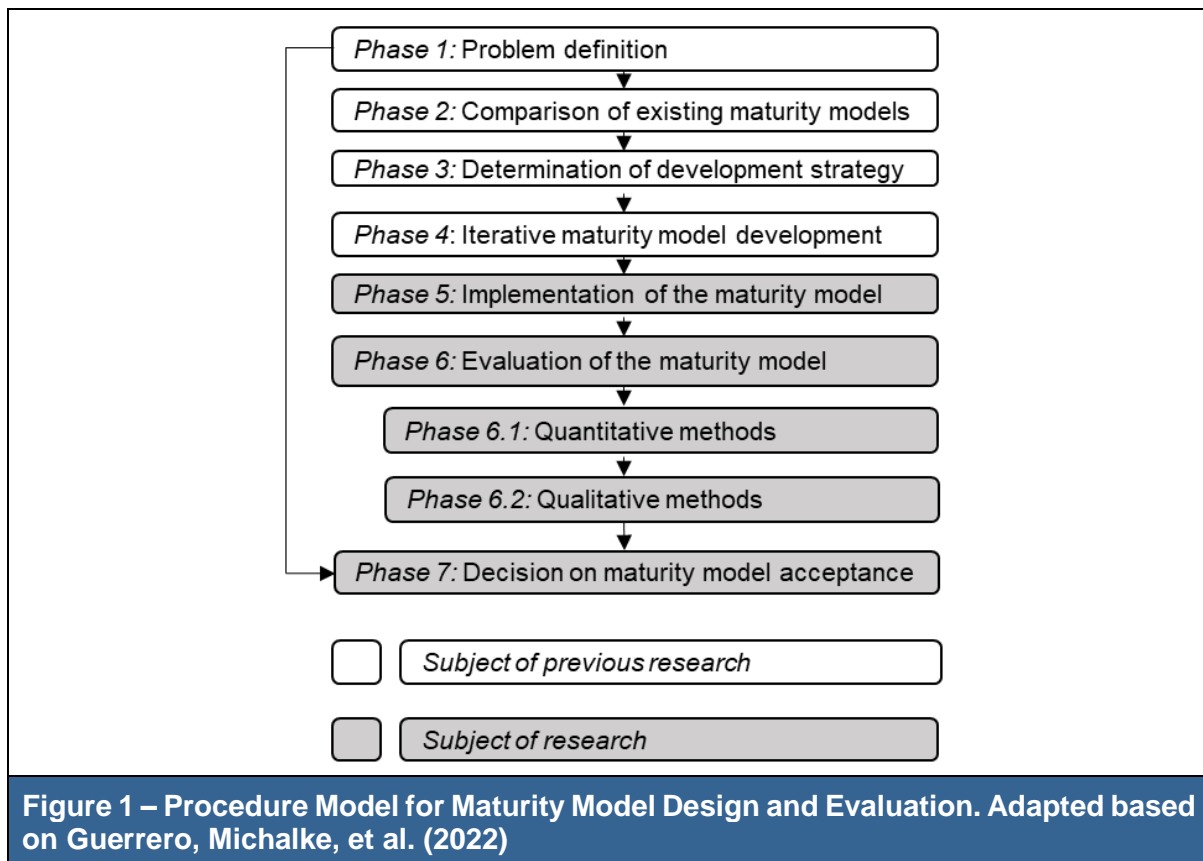 Phase 1: Problem definition
Phase 2: Comparison of existing maturity models
Phase 3: Determination of development strategy
Phase 4: Iterative maturity model development
Phase 5: Implementation of the maturity model
Phase 6: Evaluation of the maturity model
Phase 6.1: Quantitative methods
Phase 6.2: Qualitative methods
Phase 7: Decision on maturity model acceptance
Subject of previous research
Subject of research
Figure 1 – Procedure Model for Maturity Model Design and Evaluation. Adapted based
on Guerrero, Michalke, et al. (2022)